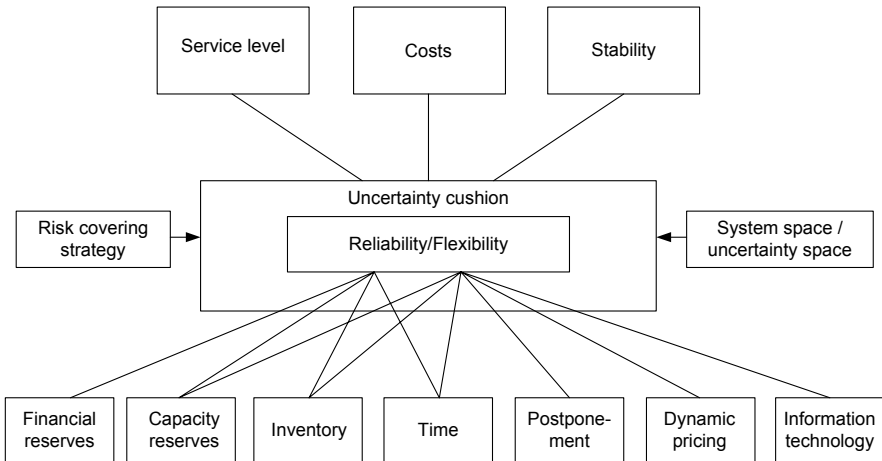 Service level
Costs
Stability
Uncertainty cushion
Risk covering
strategy
Reliability/Flexibility
System space /
uncertainty space
Financial
reserves
Capacity
reserves
Inventory
Time
Postpone-
ment
Dynamic
pricing
Information
technology